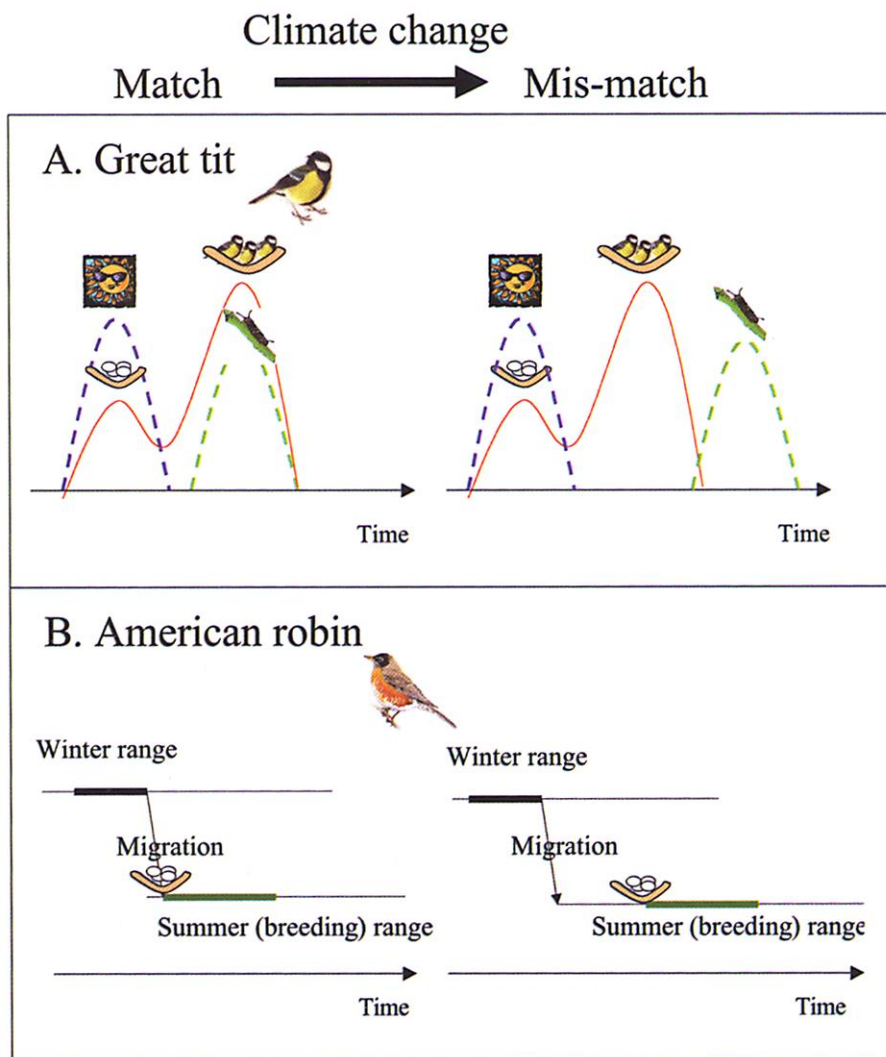 Climate change
Match
Mis-match
A. Great tit
Time
Time
B. American robin
Winter range
Winter range
Migration
Migration
Summer (breeding) range
Summer (breeding) range
Time
Time